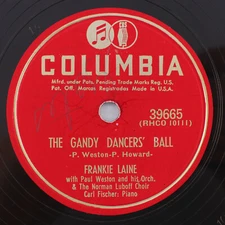 COLUMBIA
Mfrd. under Pats. Pending Trade Marks Reg. U.S.
Pat. Off. Marcas Registradas Made in U.S.A.
39665
(RHCO 10111)
THE GANDY DANCERS' BALL
-P. Weston-P. Howard-
FRANKIE LAINE
with Paul Weston and his Orch.
& The Norman Luboff Choir
Carl Fischer: Piano